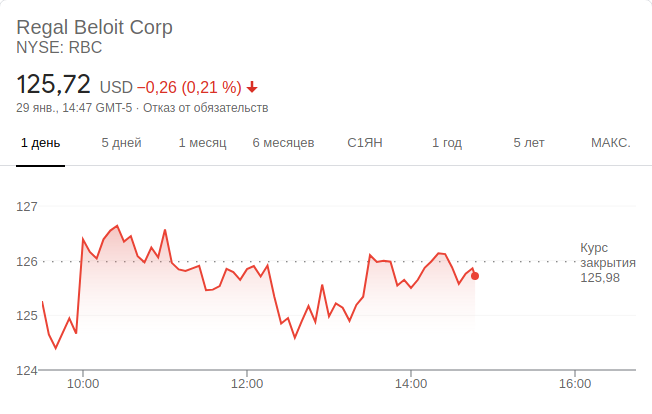 Regal Beloit Corp
NYSE: RBC
125,72 USD −0,26 (0,21 %)
29 янв., 14:47 GMT-5 · Отказ от обязательств
1 день 5 дней 1 месяц 6 месяцев С1ЯН 1 год 5 лет МАКС.
127
126
125
124
Курс
закрытия
125,98
10:00 12:00 14:00 16:00